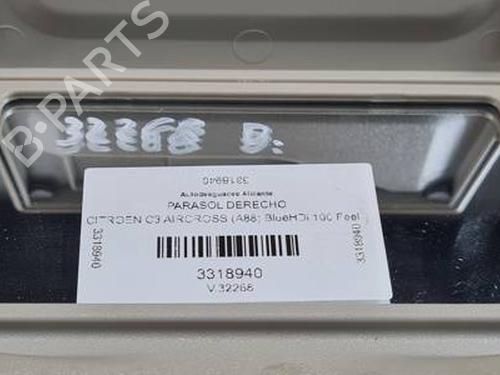 B-PARTS
32268 D.
3318940
Autodesguaces Alicante
PARASOL DERECHO
CITROEN C3 AIRCROSS (A88) BlueHDi 100 Feel
3318940
3318940
3318940
V.32268